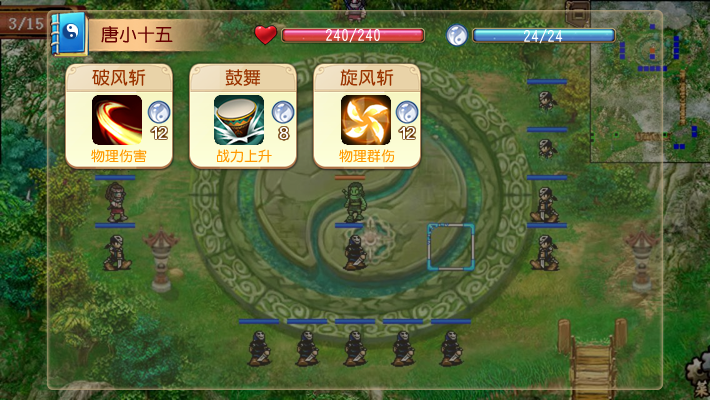 3/15
唐小十五
240/240
24/24
破风斩
鼓舞
旋风斩
12
8
12
物理伤害
战力上升
物理群伤